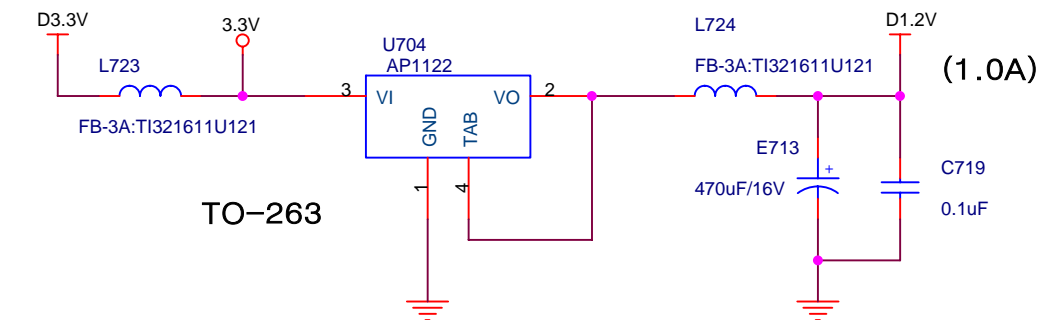 D3.3V
3.3V
L724
D1.2V
U704
AP1122
L723
FB-3A:TI321611U121
(1.0A)
3
VI
VO
2
FB-3A:TI321611U121
GND
TAB
E713
+
C719
1
4
470uF/16V
TO-263
0.1uF